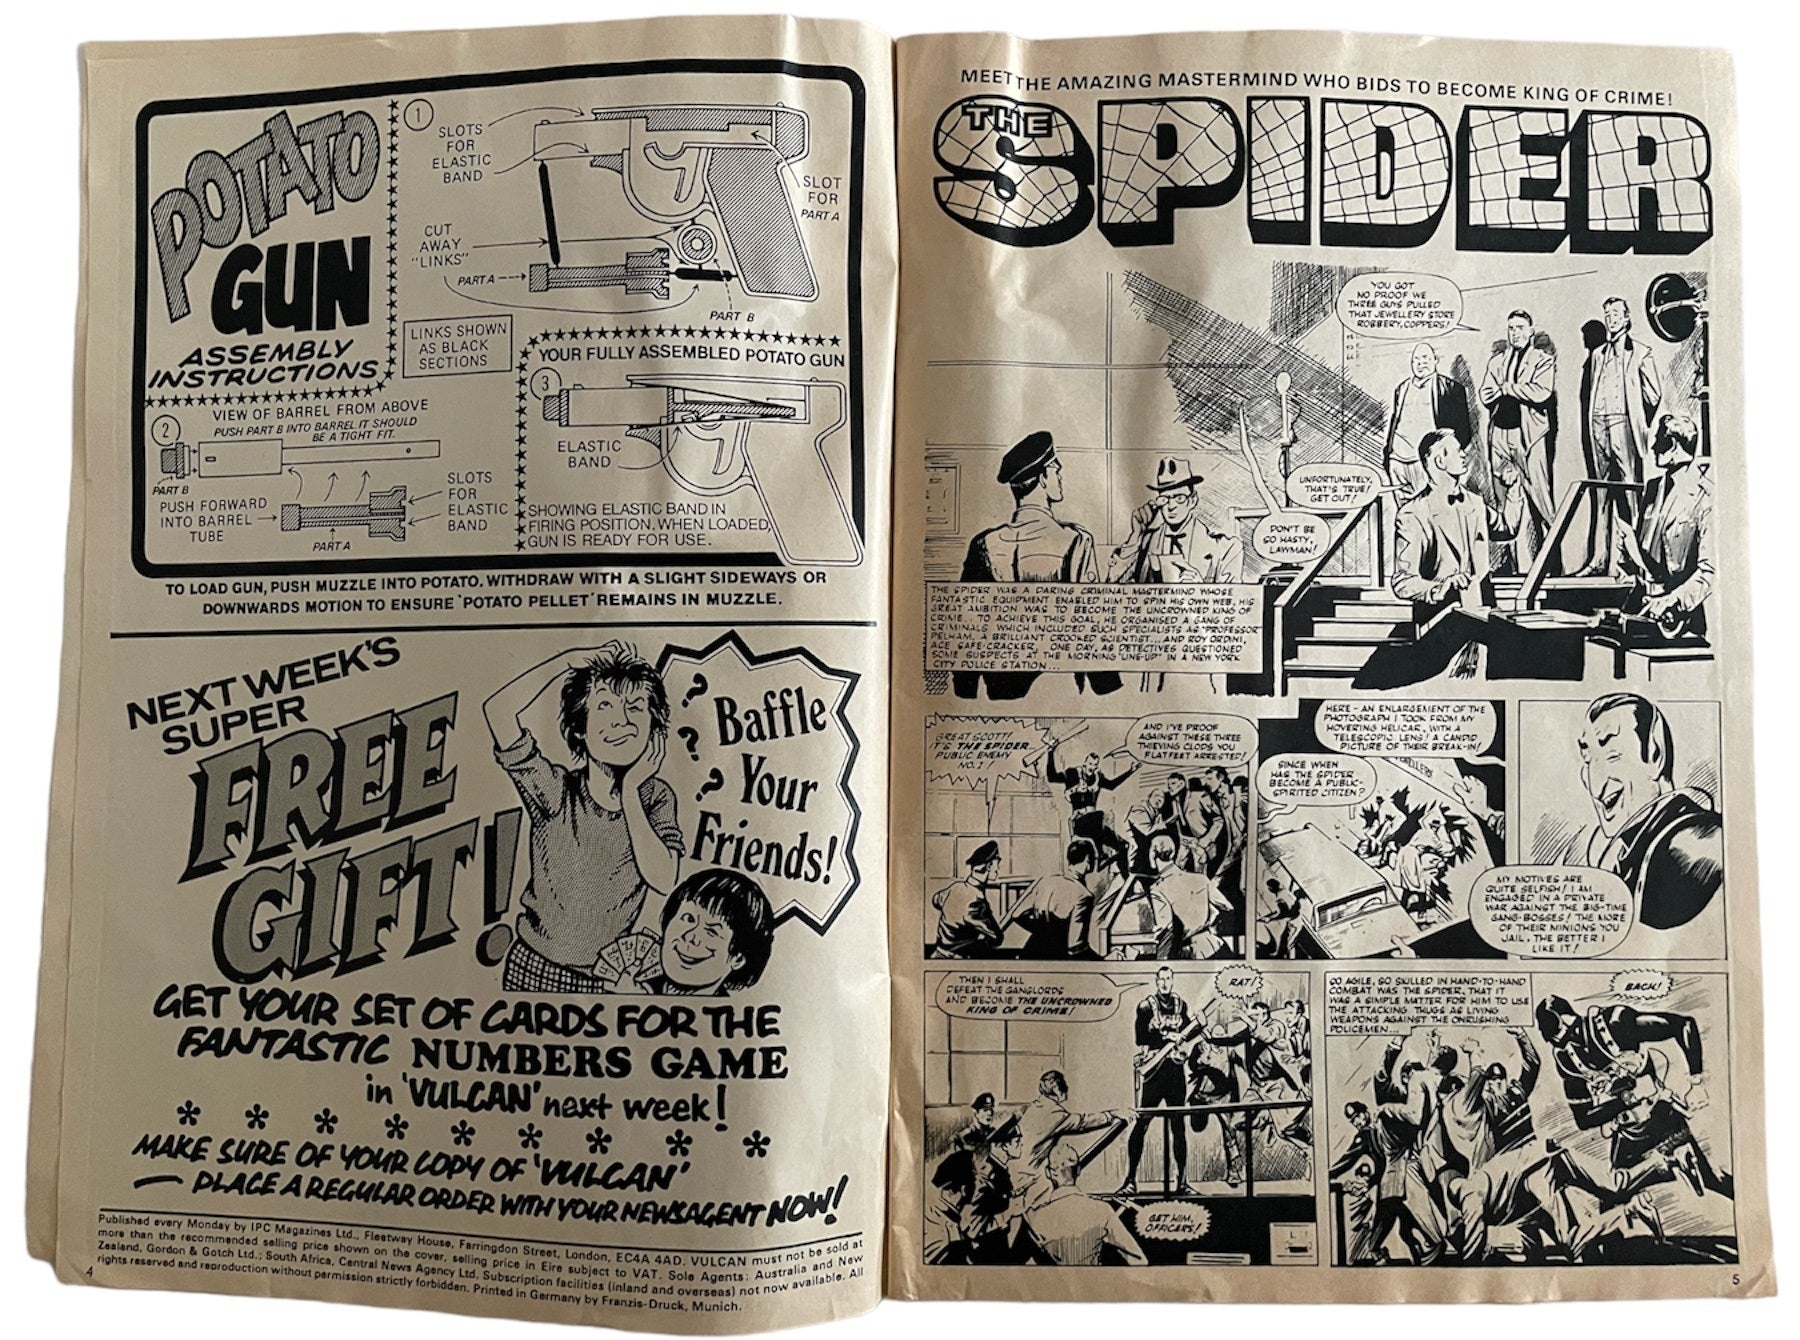 POTATO
GUN
ASSEMBLY
INSTRUCTIONS
1
SLOTS
FOR
ELASTIC
BAND
SLOT
FOR
PART A
CUT
AWAY
"LINKS"
PART A
PART B
LINKS SHOWN
AS BLACK
SECTIONS
2
VIEW OF BARREL FROM ABOVE
PUSH PART B INTO BARREL IT SHOULD
BE A TIGHT FIT.
PART B
PUSH FORWARD
INTO BARREL
TUBE
PART A
SLOTS
FOR
ELASTIC
BAND
YOUR FULLY ASSEMBLED POTATO GUN
3
ELASTIC
BAND
SHOWING ELASTIC BAND IN
FIRING POSITION. WHEN LOADED,
GUN IS READY FOR USE.
TO LOAD GUN, PUSH MUZZLE INTO POTATO. WITHDRAW WITH A SLIGHT SIDEWAYS OR
DOWNWARDS MOTION TO ENSURE 'POTATO PELLET' REMAINS IN MUZZLE.
NEXT WEEK'S
SUPER
FREE
GIFT!
? ? ?
Baffle
Your
Friends!
GET YOUR SET OF CARDS FOR THE
FANTASTIC NUMBERS GAME
in 'VULCAN' next week!
* * * * * * * * *
MAKE SURE OF YOUR COPY OF 'VULCAN'
— PLACE A REGULAR ORDER WITH YOUR NEWSAGENT NOW!
Published every Monday by IPC Magazines Ltd., Fleetway House, Farringdon Street, London, EC4A 4AD. VULCAN must not be sold at
more than the recommended selling price shown on the cover, selling price in Eire subject to VAT. Sole Agents: Australia and New
Zealand, Gordon & Gotch Ltd.; South Africa, Central News Agency Ltd. Subscription facilities (inland and overseas) not now available. All
rights reserved and reproduction without permission strictly forbidden. Printed in Germany by Franzis-Druck, Munich.
4
MEET THE AMAZING MASTERMIND WHO BIDS TO BECOME KING OF CRIME!
THE
SPIDER
YOU GOT
NO PROOF WE
THREE GUYS PULLED
THAT JEWELLERY STORE
ROBBERY, COPPERS!
UNFORTUNATELY,
THAT'S TRUE!
GET OUT!
DON'T BE
SO HASTY,
LAWMAN!
THE SPIDER WAS A DARING CRIMINAL MASTERMIND WHOSE
FANTASTIC EQUIPMENT ENABLED HIM TO SPIN HIS OWN WEB. HIS
GREAT AMBITION WAS TO BECOME THE UNCROWNED KING OF
CRIME... TO ACHIEVE THIS GOAL, HE ORGANISED A GANG OF
CRIMINALS WHICH INCLUDED SUCH SPECIALISTS AS 'PROFESSOR'
PELHAM, A BRILLIANT CROOKED SCIENTIST... AND ROY ORDINI,
ACE SAFE-CRACKER. ONE DAY, AS DETECTIVES QUESTIONED
SOME SUSPECTS AT THE MORNING "LINE-UP" IN A NEW YORK
CITY POLICE STATION...
GREAT SCOTT!
IT'S THE SPIDER...
PUBLIC ENEMY
NO. 1!
AND I'VE PROOF
AGAINST THESE THREE
THIEVING CLODS YOU
FLATFEET ARRESTED!
HERE - AN ENLARGEMENT OF THE
PHOTOGRAPH I TOOK FROM MY
HOVERING HELICAR, WITH A
TELESCOPIC LENS! A CANDID
PICTURE OF THEIR BREAK-IN!
SINCE WHEN
HAS THE SPIDER
BECOME A PUBLIC-
SPIRITED CITIZEN?
MY MOTIVES ARE
QUITE SELFISH! I AM
ENGAGED IN A PRIVATE
WAR AGAINST THE BIG-TIME
GANG-BOSSES! THE MORE
OF THEIR MINIONS YOU
JAIL, THE BETTER I
LIKE IT!
THEN I SHALL
DEFEAT THE GANGLORDS
AND BECOME THE UNCROWNED
KING OF CRIME!
RAT!
GET HIM,
OFFICERS!
SO AGILE, SO SKILLED IN HAND-TO-HAND
COMBAT WAS THE SPIDER, THAT IT
WAS A SIMPLE MATTER FOR HIM TO USE
THE ATTACKING THUGS AS LIVING
WEAPONS AGAINST THE ONRUSHING
POLICEMEN...
BACK!
5